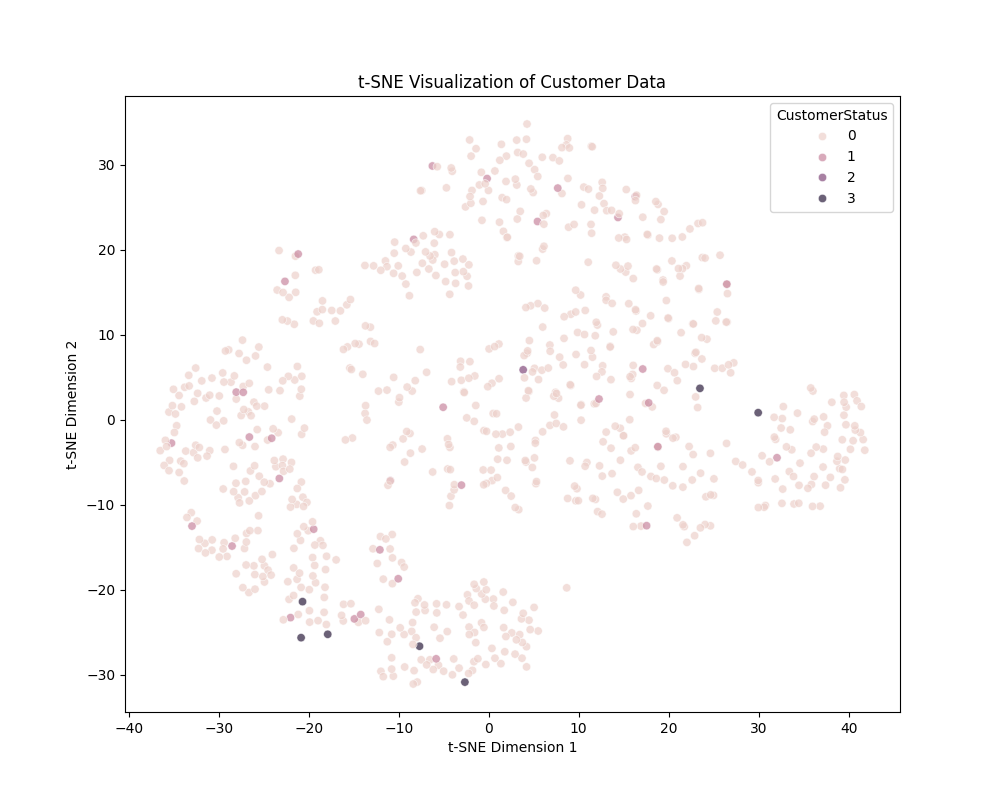 t-SNE Visualization of Customer Data
CustomerStatus
0
1
2
3
30
20
10
0
−10
−20
−30
t-SNE Dimension 2
−40 −30 −20 −10 0 10 20 30 40
t-SNE Dimension 1